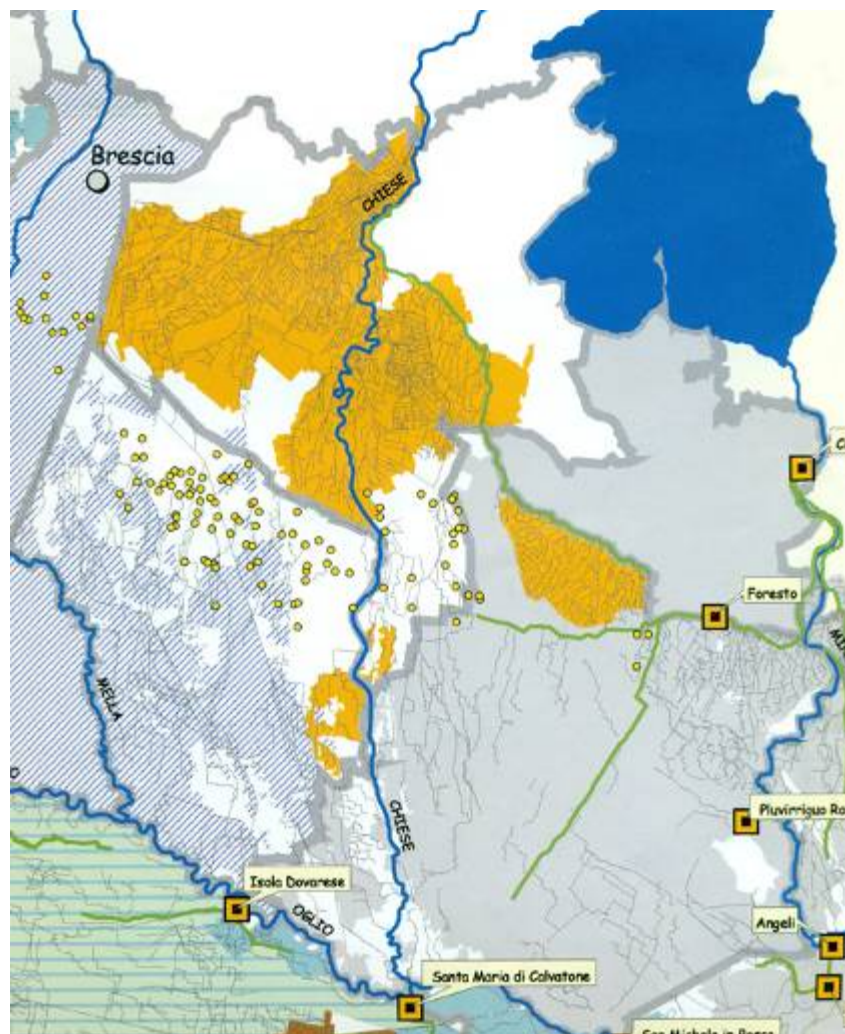 Brescia
CHIESE
C
Foresto
MELLA
O
CHIESE
Pluvirriguo Ro
Isola Dovarese
OGLIO
Angeli
Santa Maria di Calvatone